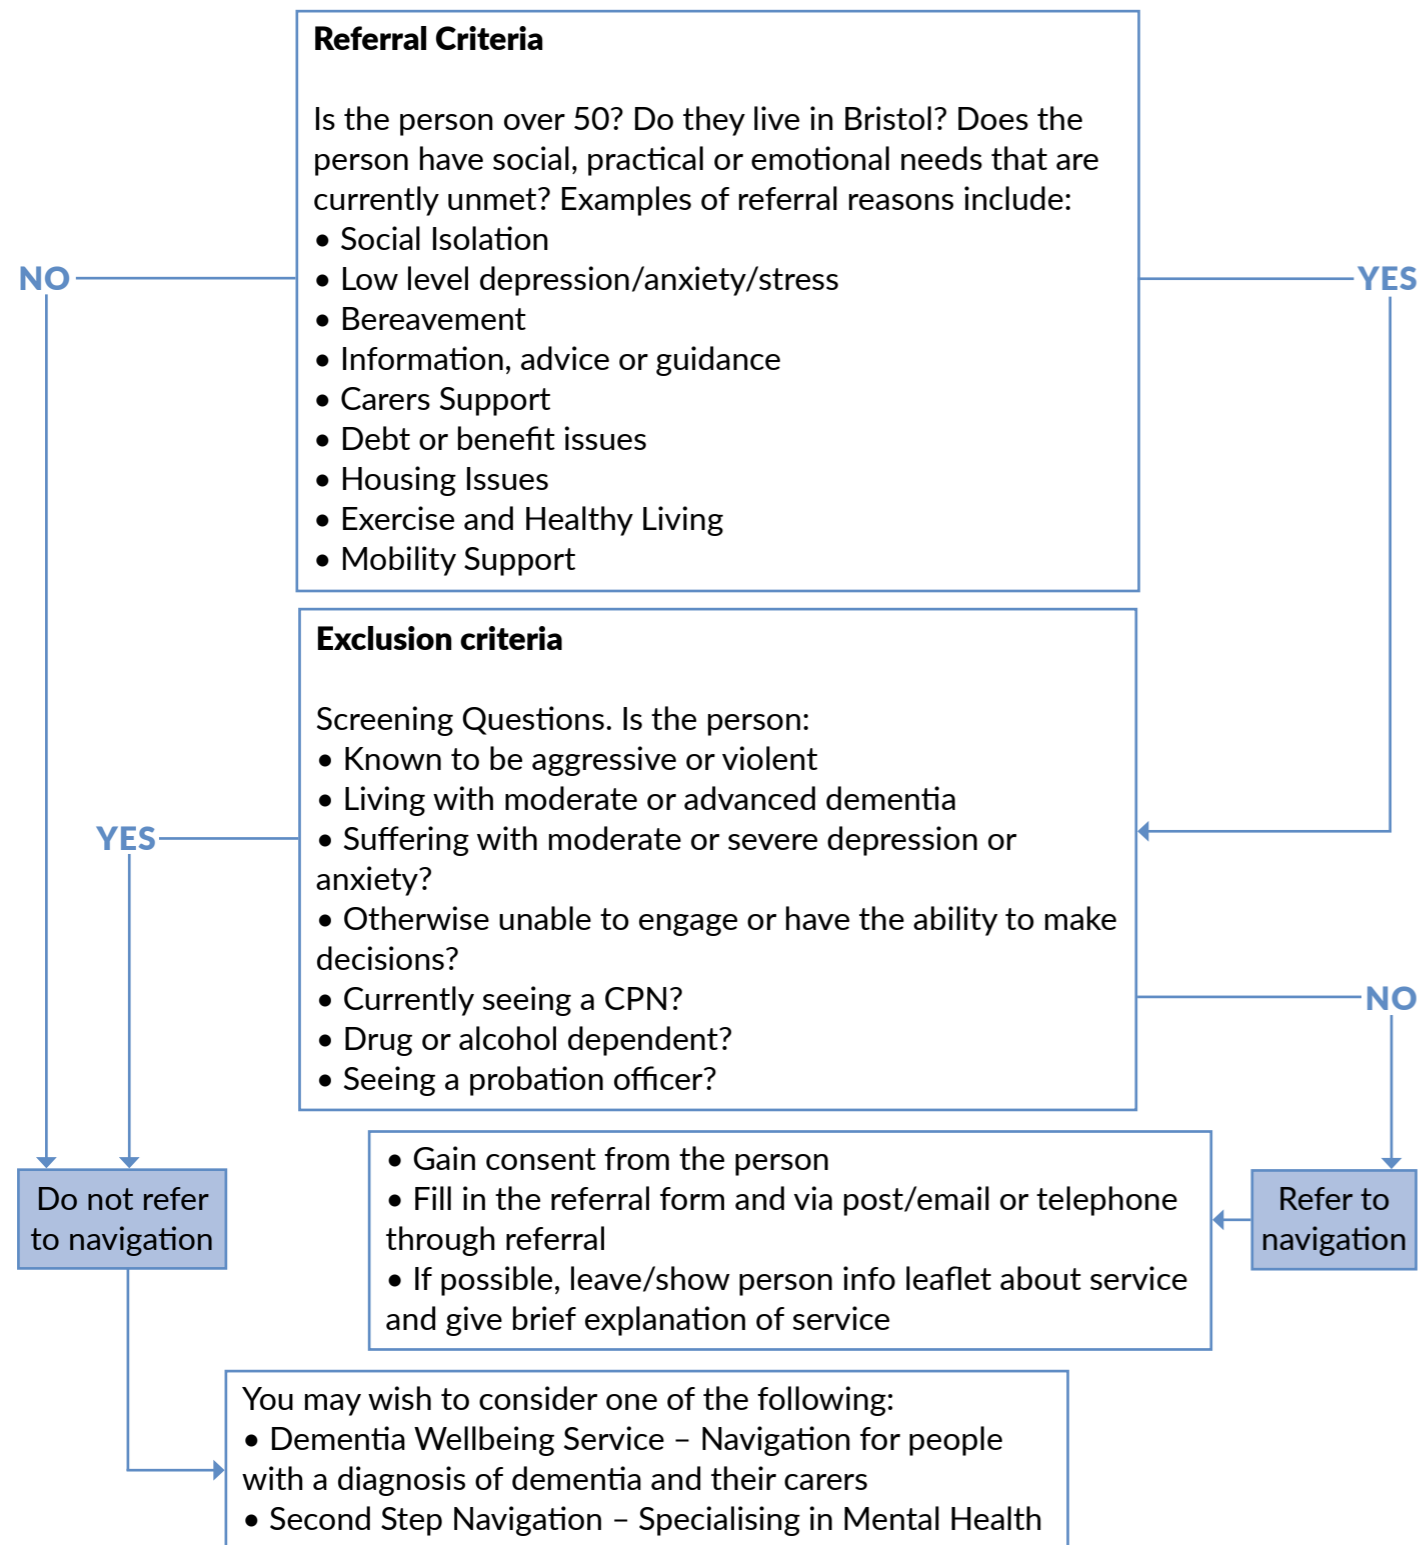 Referral Criteria
Is the person over 50? Do they live in Bristol? Does the
person have social, practical or emotional needs that are
currently unmet? Examples of referral reasons include:
• Social Isolation
• Low level depression/anxiety/stress
• Bereavement
• Information, advice or guidance
• Carers Support
• Debt or benefit issues
• Housing Issues
• Exercise and Healthy Living
• Mobility Support
NO
YES
Exclusion criteria
Screening Questions. Is the person:
• Known to be aggressive or violent
• Living with moderate or advanced dementia
• Suffering with moderate or severe depression or
anxiety?
• Otherwise unable to engage or have the ability to make
decisions?
• Currently seeing a CPN?
• Drug or alcohol dependent?
• Seeing a probation officer?
YES
NO
Do not refer
to navigation
• Gain consent from the person
• Fill in the referral form and via post/email or telephone
through referral
• If possible, leave/show person info leaflet about service
and give brief explanation of service
Refer to
navigation
You may wish to consider one of the following:
• Dementia Wellbeing Service – Navigation for people
with a diagnosis of dementia and their carers
• Second Step Navigation – Specialising in Mental Health